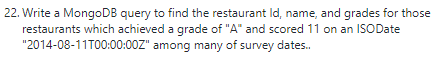 22. Write a MongoDB query to find the restaurant Id, name, and grades for those
restaurants which achieved a grade of "A" and scored 11 on an ISODate
"2014-08-11T00:00:00Z" among many of survey dates..